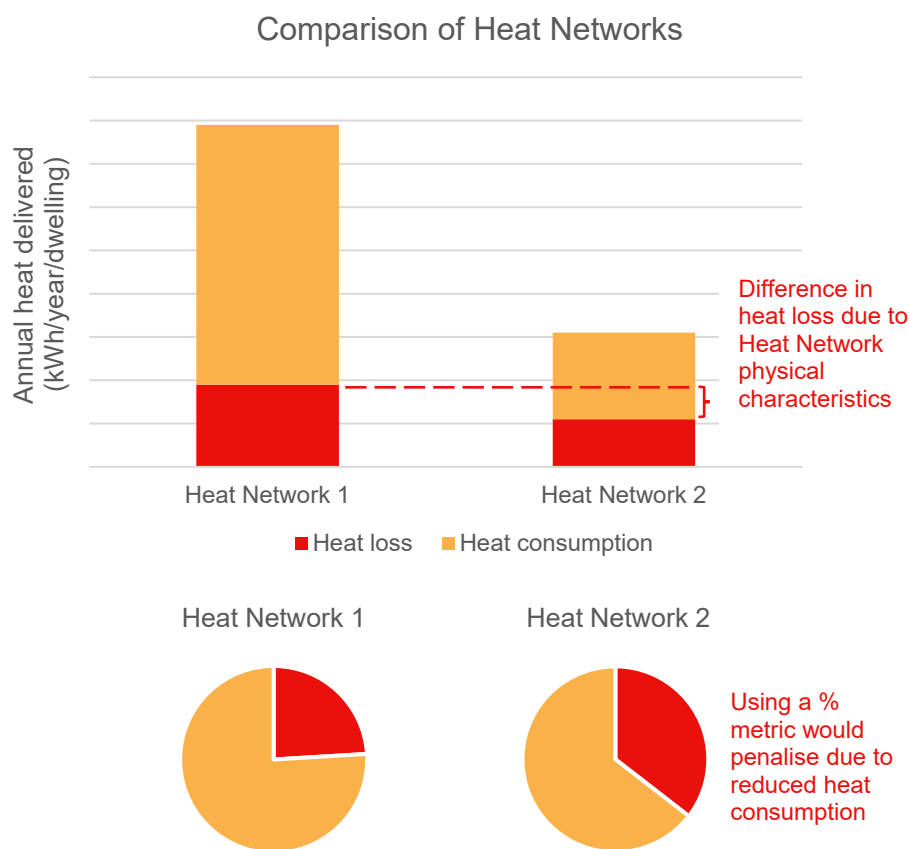 Comparison of Heat Networks
Annual heat delivered
(kWh/year/dwelling)
Difference in
heat loss due to
Heat Network
physical
characteristics
Heat Network 1
Heat Network 2
Heat loss
Heat consumption
Heat Network 1
Heat Network 2
Using a %
metric would
penalise due to
reduced heat
consumption